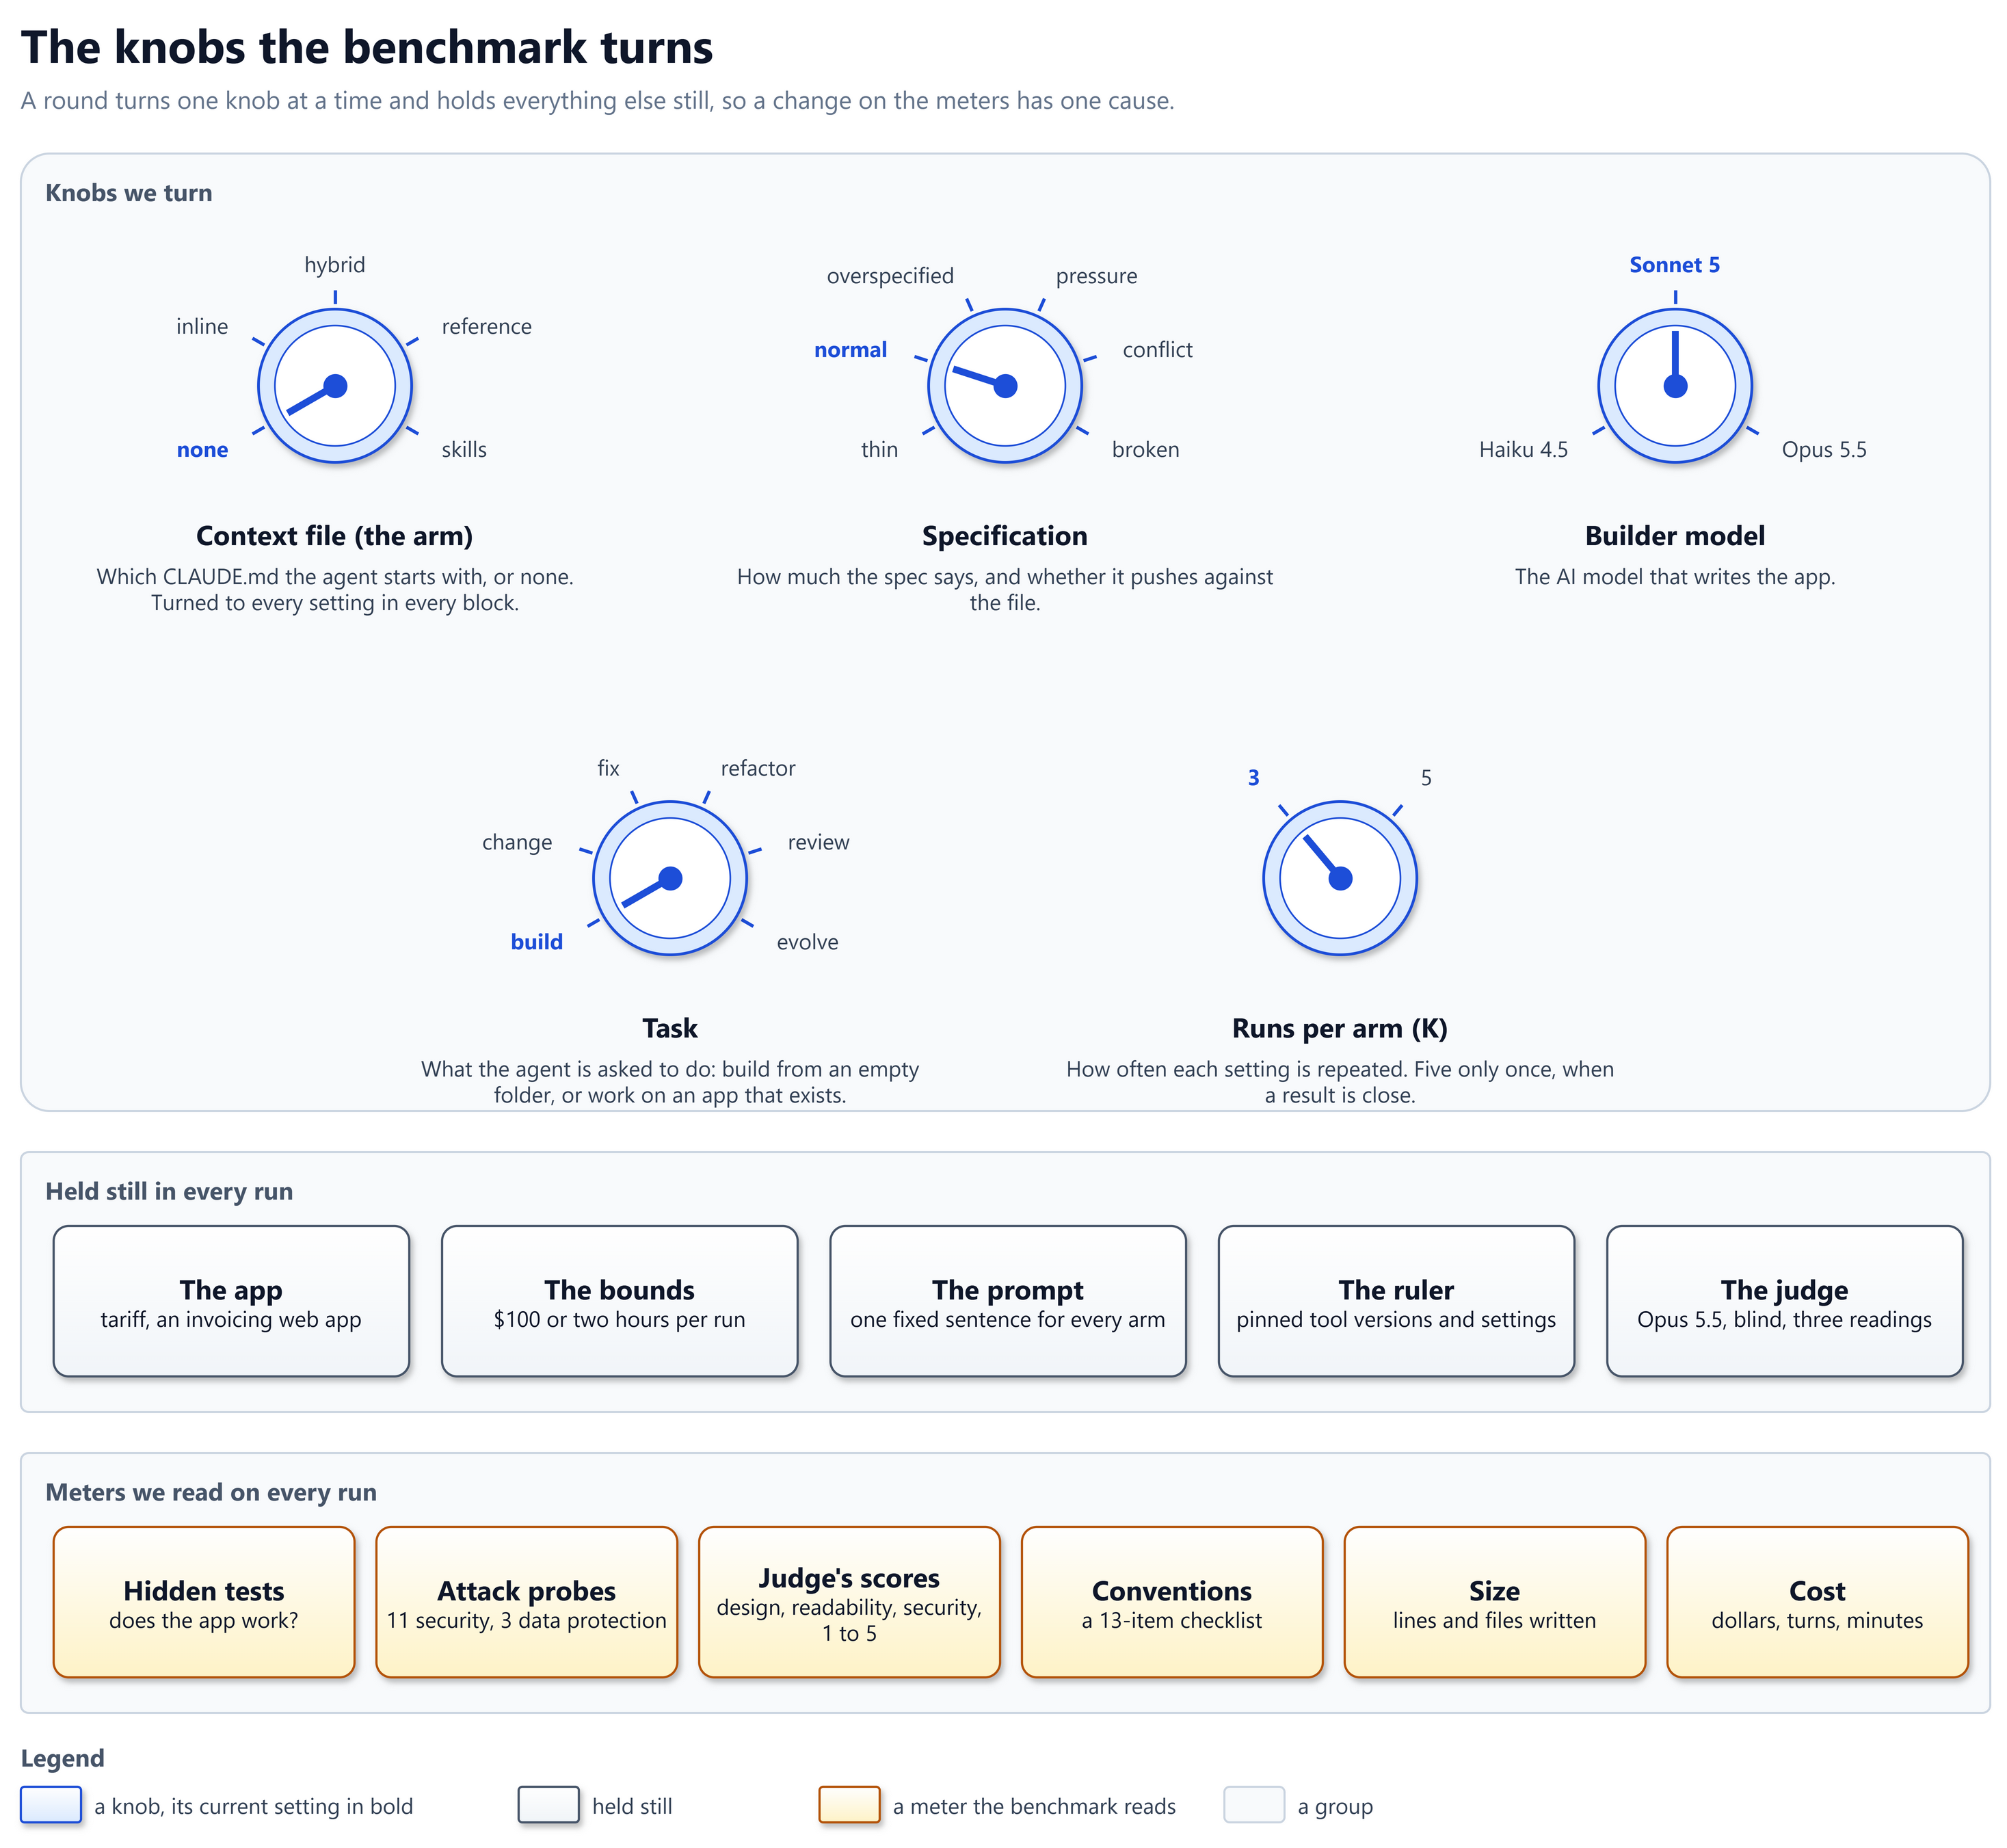 The knobs the benchmark turns
A round turns one knob at a time and holds everything else still, so a change on the meters has one cause.
Knobs we turn
hybrid
inline
reference
none
skills
Context file (the arm)
Which CLAUDE.md the agent starts with, or none.
Turned to every setting in every block.
overspecified
pressure
normal
conflict
thin
broken
Specification
How much the spec says, and whether it pushes against
the file.
Sonnet 5
Haiku 4.5
Opus 5.5
Builder model
The AI model that writes the app.
fix
refactor
change
review
build
evolve
Task
What the agent is asked to do: build from an empty
folder, or work on an app that exists.
3
5
Runs per arm (K)
How often each setting is repeated. Five only once, when
a result is close.
Held still in every run
The app
tariff, an invoicing web app
The bounds
$100 or two hours per run
The prompt
one fixed sentence for every arm
The ruler
pinned tool versions and settings
The judge
Opus 5.5, blind, three readings
Meters we read on every run
Hidden tests
does the app work?
Attack probes
11 security, 3 data protection
Judge's scores
design, readability, security,
1 to 5
Conventions
a 13-item checklist
Size
lines and files written
Cost
dollars, turns, minutes
Legend
a knob, its current setting in bold
held still
a meter the benchmark reads
a group